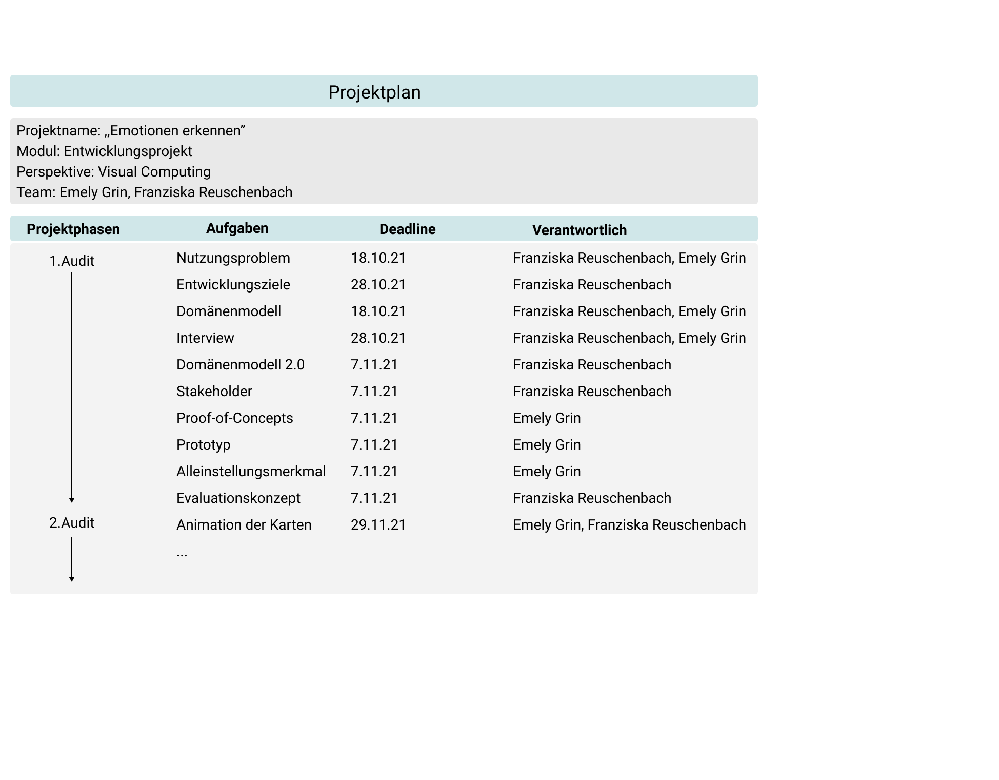 Projektplan
Projektname: „Emotionen erkennen”
Modul: Entwicklungsprojekt
Perspektive: Visual Computing
Team: Emely Grin, Franziska Reuschenbach
Projektphasen Aufgaben Deadline Verantwortlich
1.Audit Nutzungsproblem 18.10.21 Franziska Reuschenbach, Emely Grin
Entwicklungsziele 28.10.21 Franziska Reuschenbach
Domänenmodell 18.10.21 Franziska Reuschenbach, Emely Grin
Interview 28.10.21 Franziska Reuschenbach, Emely Grin
Domänenmodell 2.0 7.11.21 Franziska Reuschenbach
Stakeholder 7.11.21 Franziska Reuschenbach
Proof-of-Concepts 7.11.21 Emely Grin
Prototyp 7.11.21 Emely Grin
Alleinstellungsmerkmal 7.11.21 Emely Grin
Evaluationskonzept 7.11.21 Franziska Reuschenbach
2.Audit Animation der Karten 29.11.21 Emely Grin, Franziska Reuschenbach
...